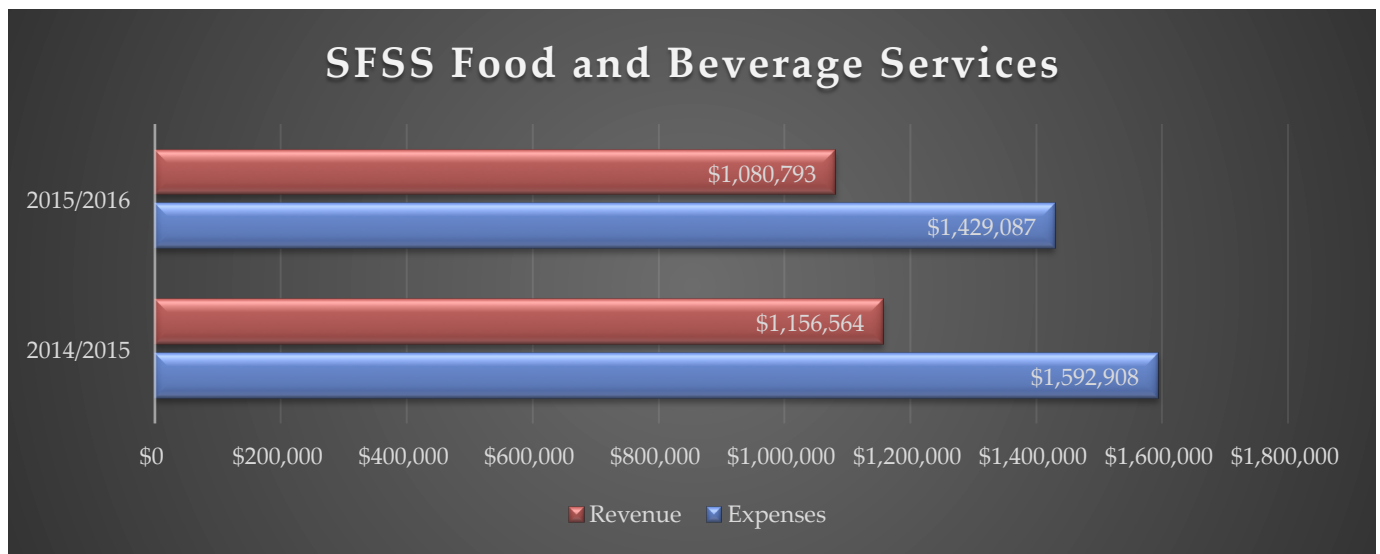 SFSS Food and Beverage Services
$1,080,793
2015/2016
$1,429,087
$1,156,564
2014/2015
$1,592,908
$0 $200,000 $400,000 $600,000 $800,000 $1,000,000 $1,200,000 $1,400,000 $1,600,000 $1,800,000
Revenue Expenses